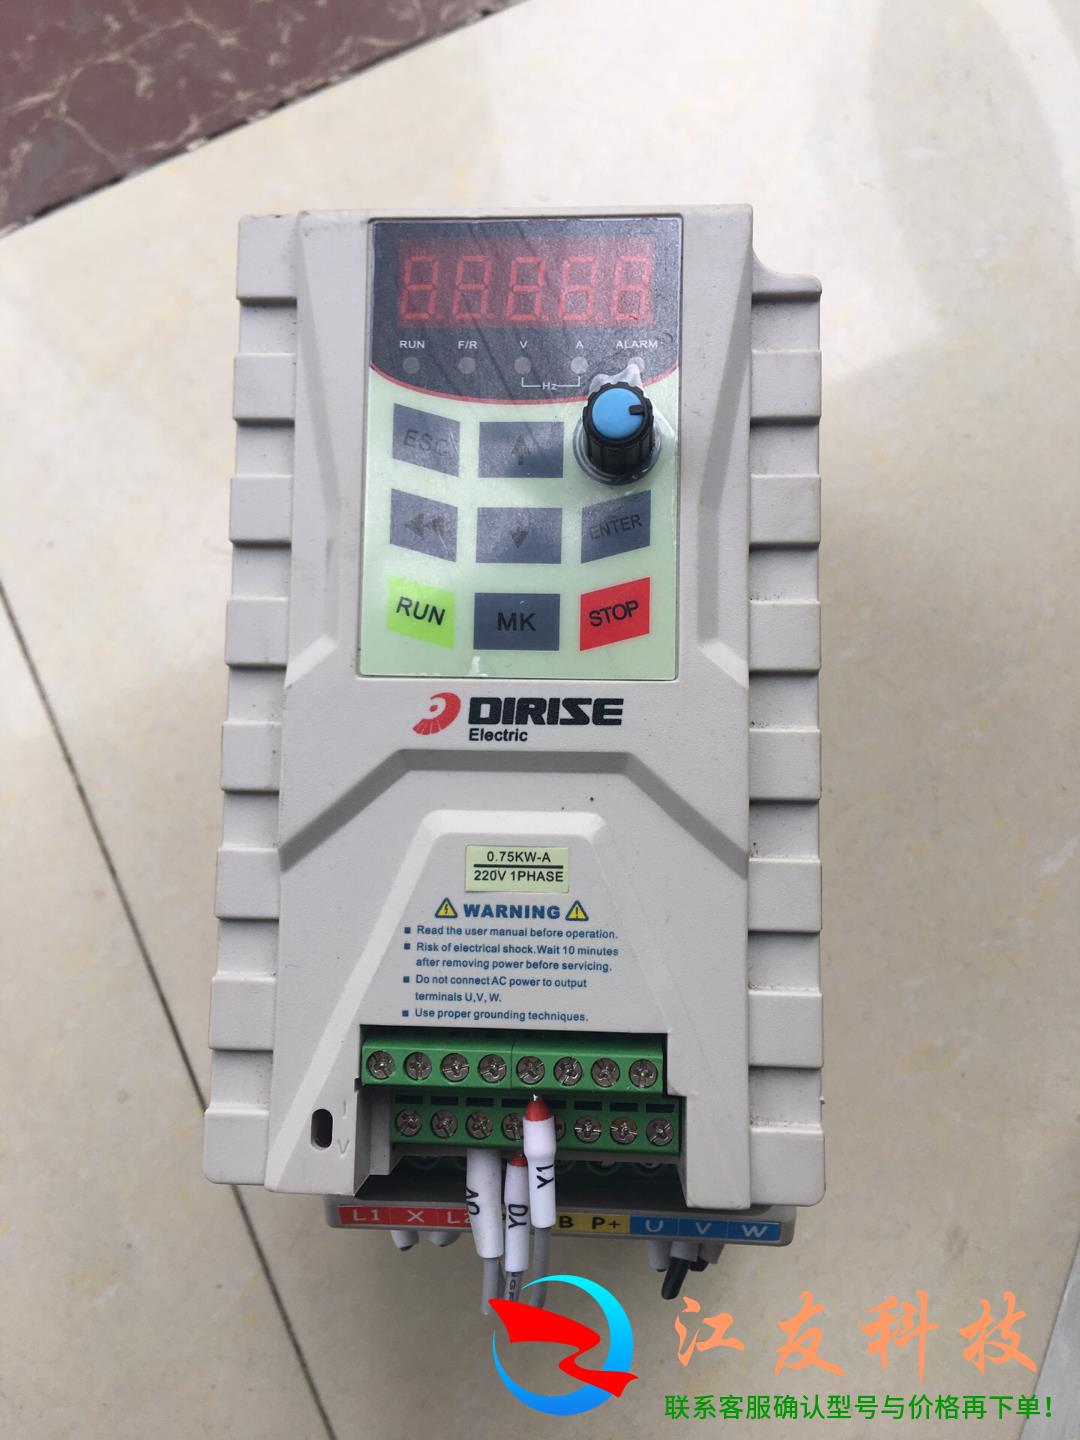 88888
RUN F/R V A ALARM
Hz
ESC
ENTER
RUN MK STOP
DIRISE
Electric
0.75KW-A
220V 1PHASE
WARNING
Read the user manual before operation.
Risk of electrical shock.Wait 10 minutes
after removing power before servicing.
Do not connect AC power to output
terminals U,V, W.
Use proper grounding techniques.
I
V
Y1
Y0
L1 X L2 B P+ U V W
江友科技
联系客服确认型号与价格再下单!